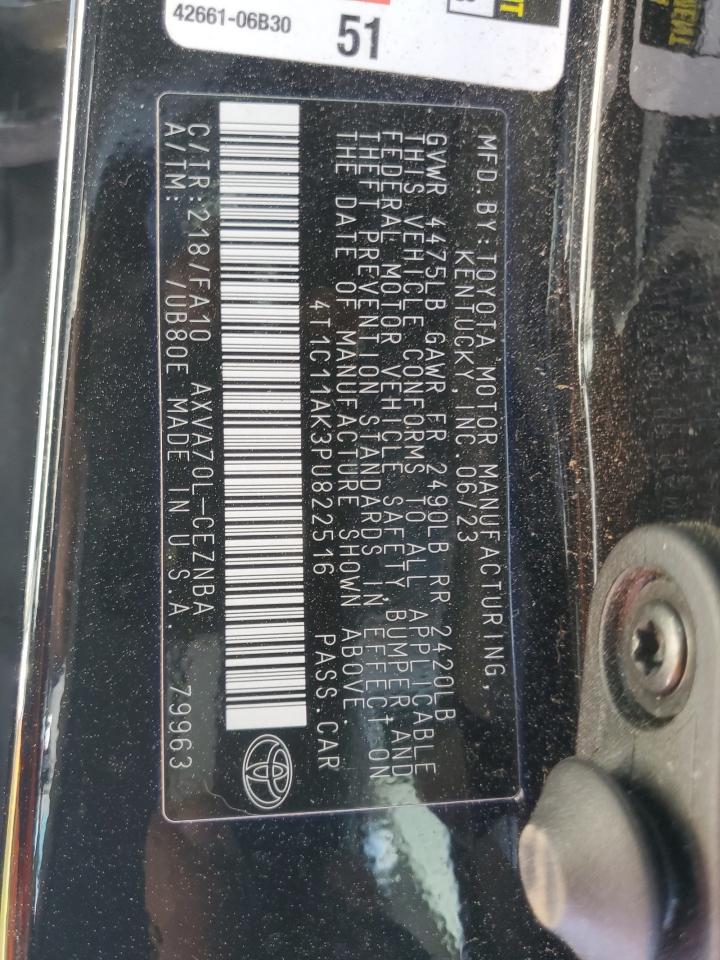 42661-06B30
51
MFD. BY:TOYOTA MOTOR MANUFACTURING,
KENTUCKY, INC. 06/23
GVWR 4475LB GAWR FR 2490LB RR 2420LB
THIS VEHICLE CONFORMS TO ALL APPLICABLE
FEDERAL MOTOR VEHICLE SAFETY, BUMPER AND
THEFT PREVENTION STANDARDS IN EFFECT ON
THE DATE OF MANUFACTURE SHOWN ABOVE.
4T1C11AK3PU822516 PASS.CAR
C/TR:218/FA10 AXVA70L-CEZNBA
A/TM: /UB80E MADE IN U.S.A. 79963